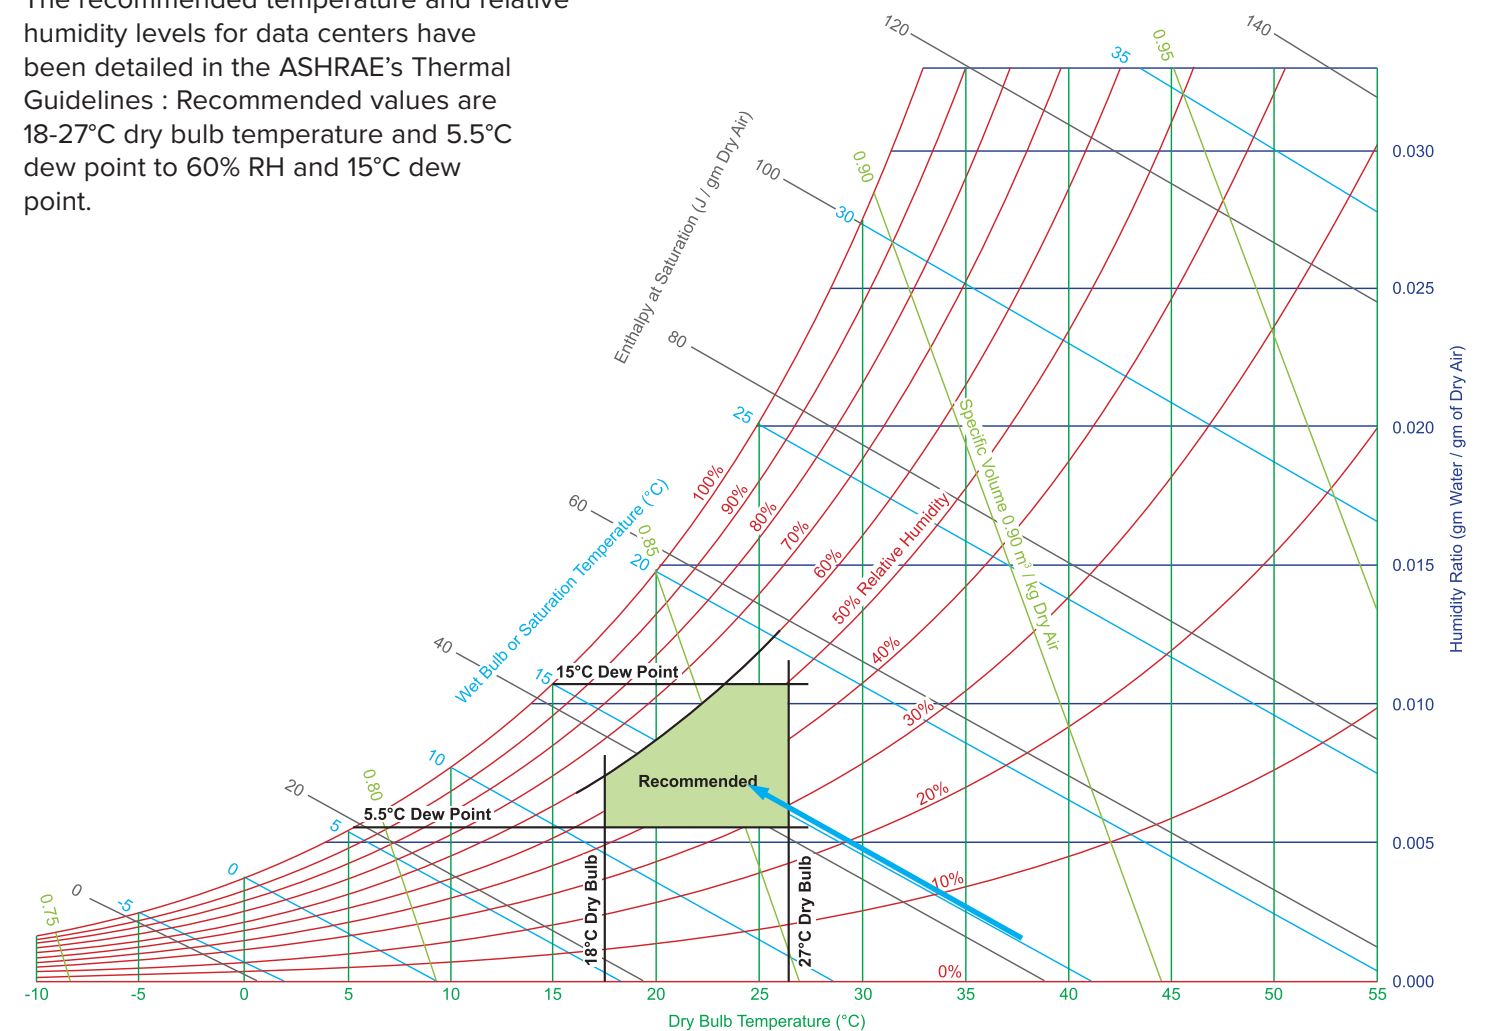 The recommended temperature and relative
humidity levels for data centers have
been detailed in the ASHRAE’s Thermal
Guidelines : Recommended values are
18-27°C dry bulb temperature and 5.5°C
dew point to 60% RH and 15°C dew
point.
120
140
0.95
35
0.030
0.90
100
30
Enthalpy at Saturation (J / gm Dry Air)
0.025
80
25
0.020
Specific Volume 0.90 m³ / kg Dry Air
100%
90%
80%
70%
60%
50% Relative Humidity
40%
30%
20%
10%
0%
60
Wet Bulb or Saturation Temperature (°C)
0.85
20
0.015
Humidity Ratio (gm Water / gm of Dry Air)
40
15
15°C Dew Point
0.010
10
Recommended
20
0.80
5.5°C Dew Point
5
0.005
0
0
-5
0.75
18°C Dry Bulb
27°C Dry Bulb
0.000
-10
-5
0
5
10
15
20
25
30
35
40
45
50
55
Dry Bulb Temperature (°C)